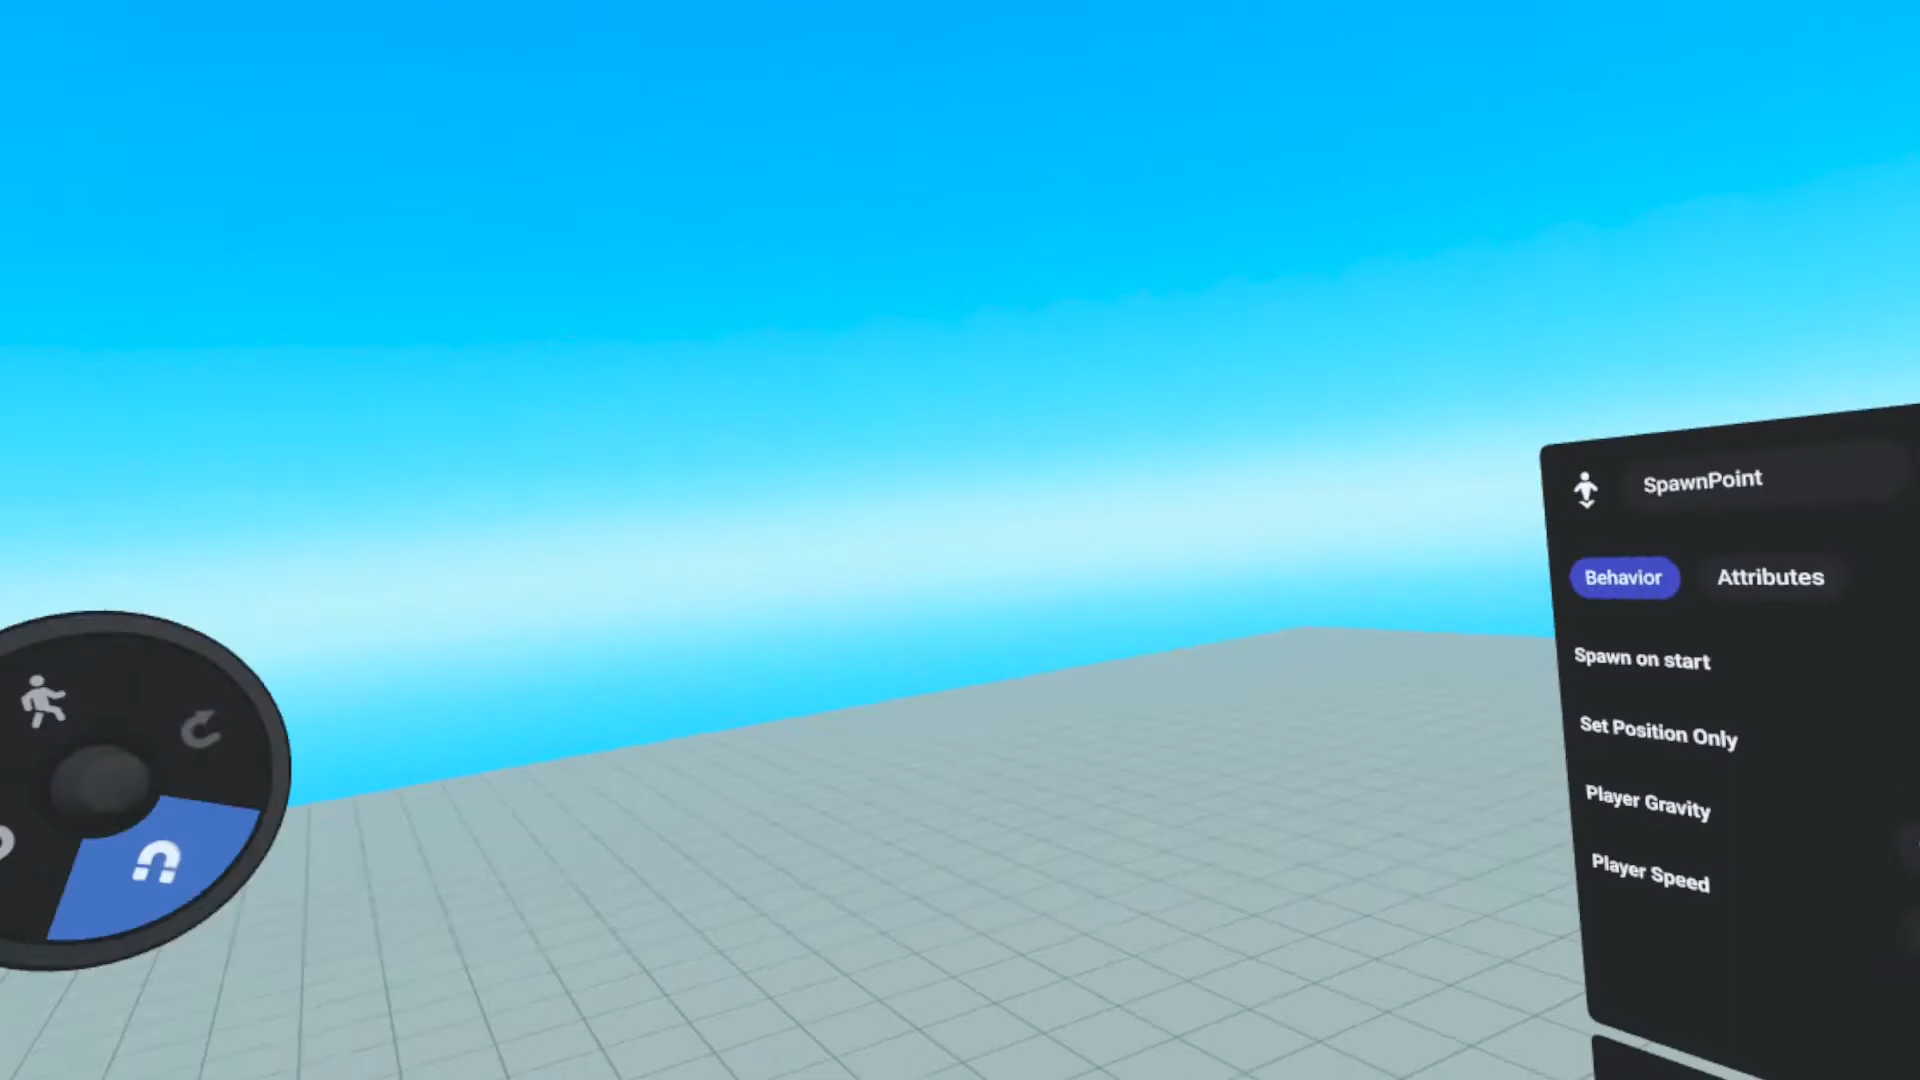 SpawnPoint
Behavior Attributes
Spawn on start
Set Position Only
Player Gravity
Player Speed